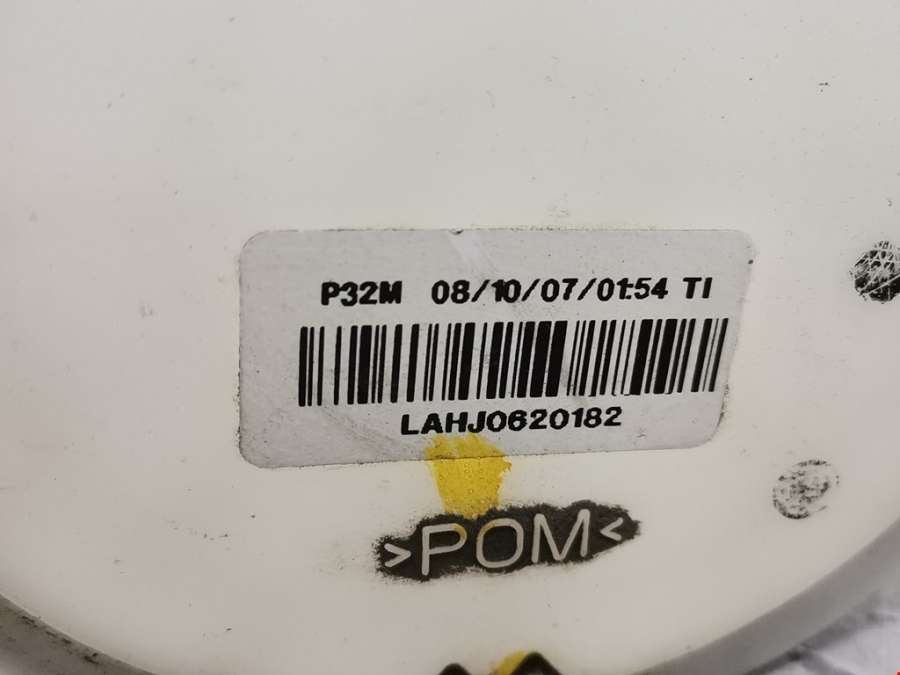 P32M 08/10/07/01:54 TI
LAHJ0620182
>POM<